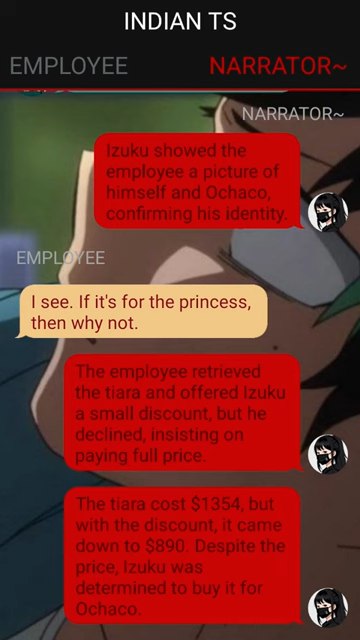 INDIAN TS
EMPLOYEE
NARRATOR~
NARRATOR~
Izuku showed the
employee a picture of
himself and Ochaco,
confirming his identity.
EMPLOYEE
I see. If it's for the princess,
then why not.
The employee retrieved
the tiara and offered Izuku
a small discount, but he
declined, insisting on
paying full price.
The tiara cost $1354, but
with the discount, it came
down to $890. Despite the
price, Izuku was
determined to buy it for
Ochaco.